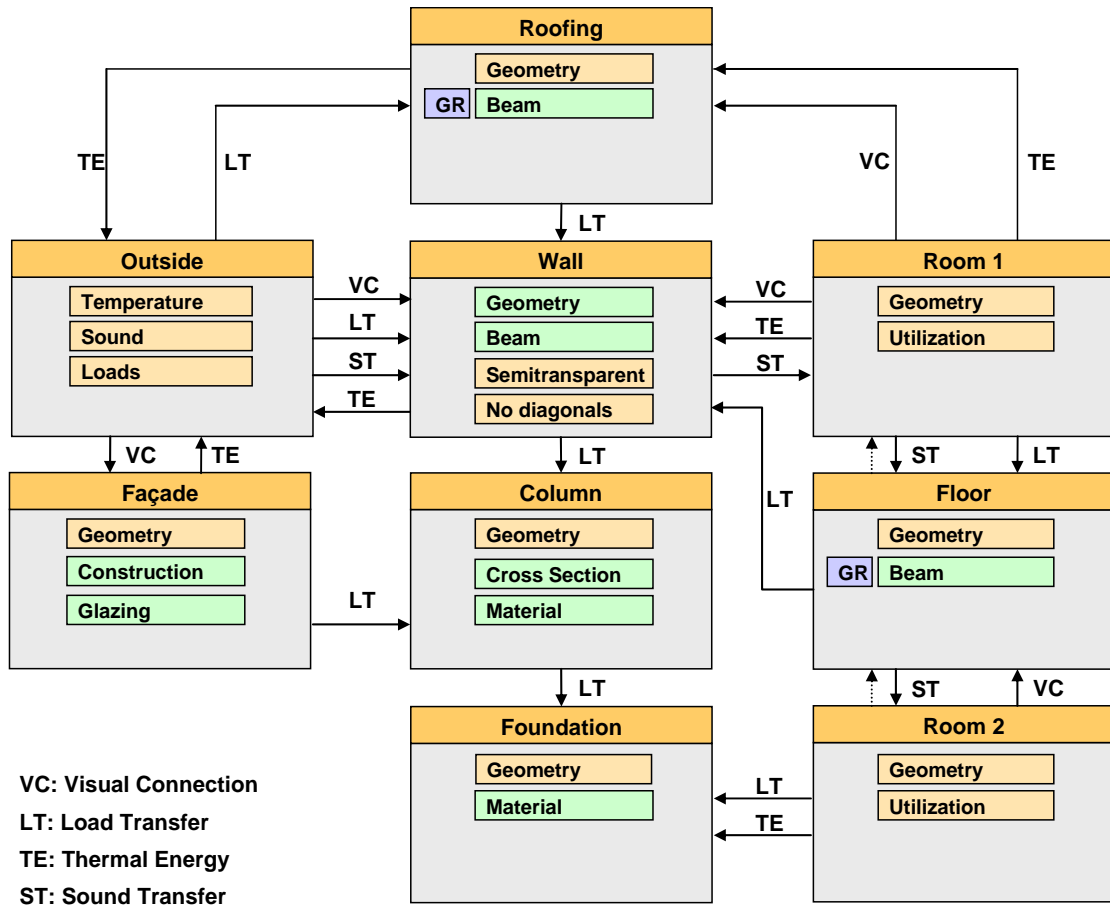 Roofing
Geometry
GR Beam
TE
LT
VC
TE
LT
Outside
Wall
Room 1
Temperature
Sound
Loads
VC
LT
ST
TE
Geometry
Beam
Semitransparent
No diagonals
VC
TE
ST
Geometry
Utilization
VC
TE
LT
LT
ST
LT
Façade
Column
Floor
Geometry
Construction
Glazing
LT
Geometry
Cross Section
Material
Geometry
GR Beam
LT
ST
VC
Foundation
Room 2
Geometry
Material
LT
TE
Geometry
Utilization
VC: Visual Connection
LT: Load Transfer
TE: Thermal Energy
ST: Sound Transfer